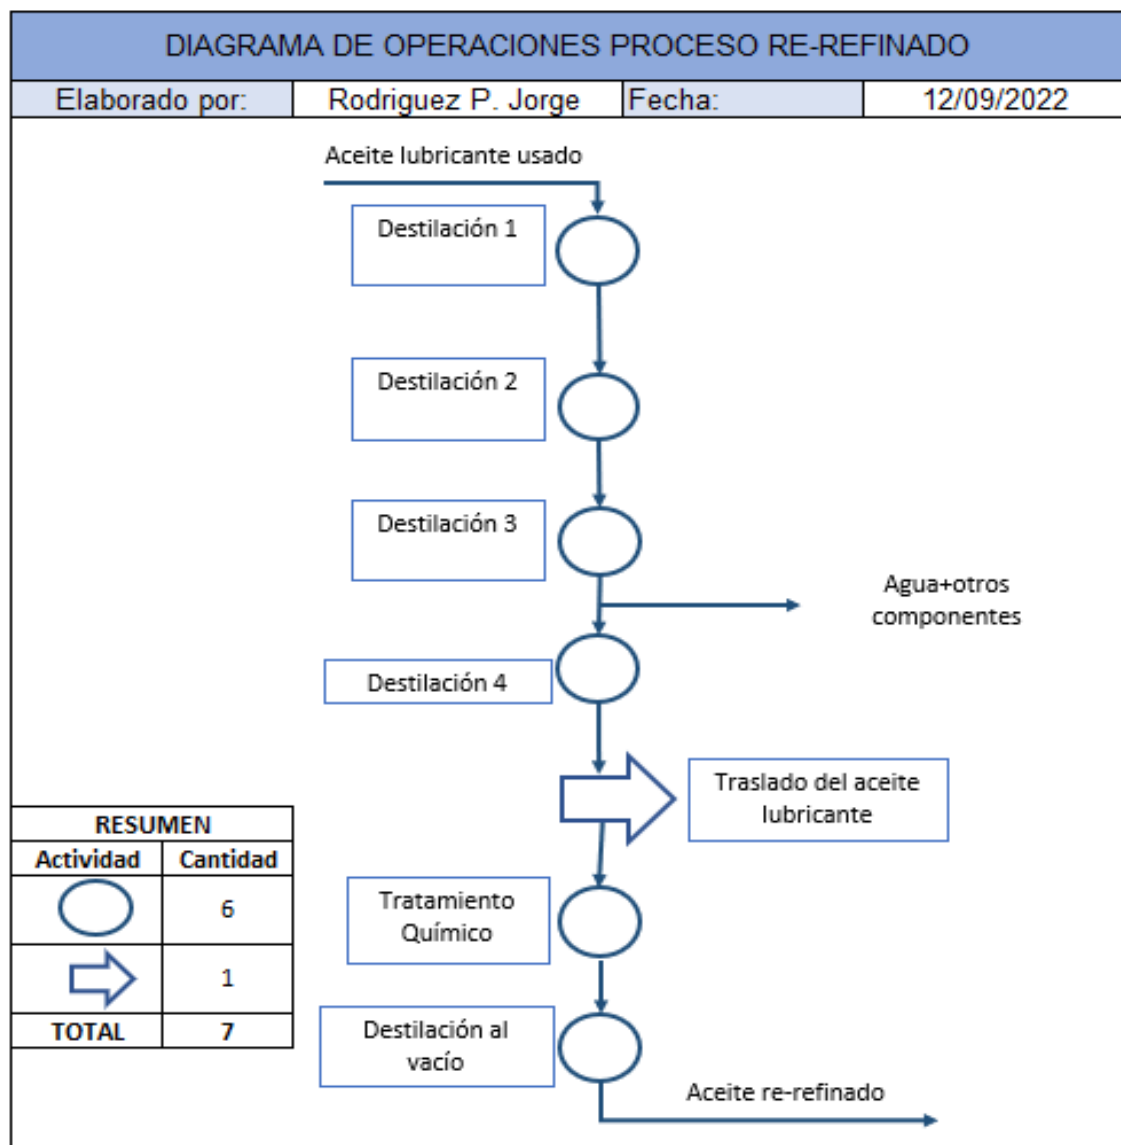 DIAGRAMA DE OPERACIONES PROCESO RE-REFINADO
Elaborado por:
Rodriguez P. Jorge
Fecha:
12/09/2022
Aceite lubricante usado
Destilación 1
Destilación 2
Destilación 3
Agua+otros
componentes
Destilación 4
Traslado del aceite
lubricante
Tratamiento
Químico
Destilación al
vacío
Aceite re-refinado
RESUMEN
Actividad
Cantidad
6
1
TOTAL
7